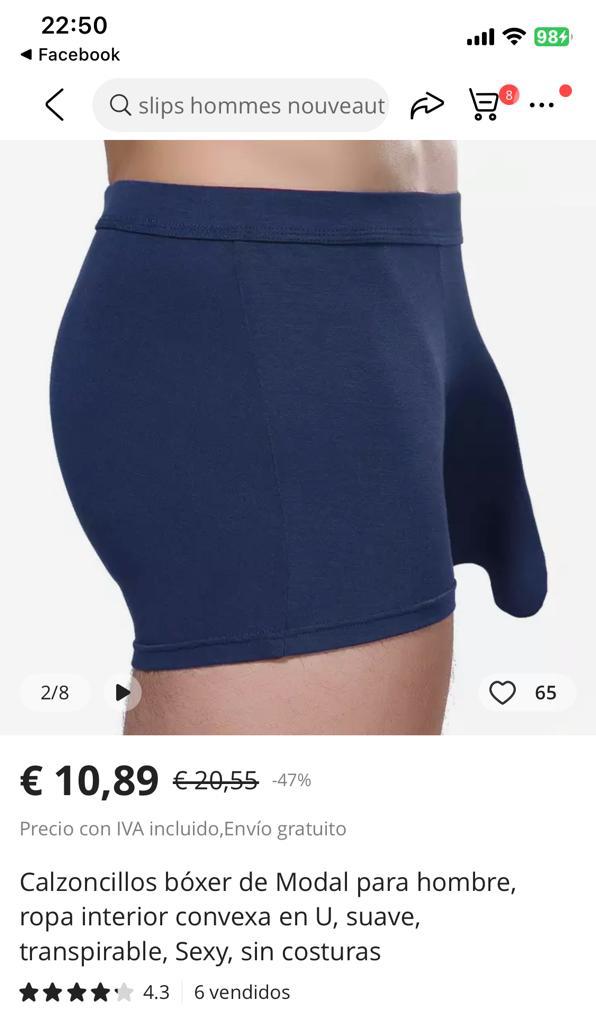 22:50
98
Facebook
slips hommes nouveaut
8
2/8
65
€ 10,89 € 20,55 -47%
Precio con IVA incluido,Envío gratuito
Calzoncillos bóxer de Modal para hombre,
ropa interior convexa en U, suave,
transpirable, Sexy, sin costuras
4.3 6 vendidos